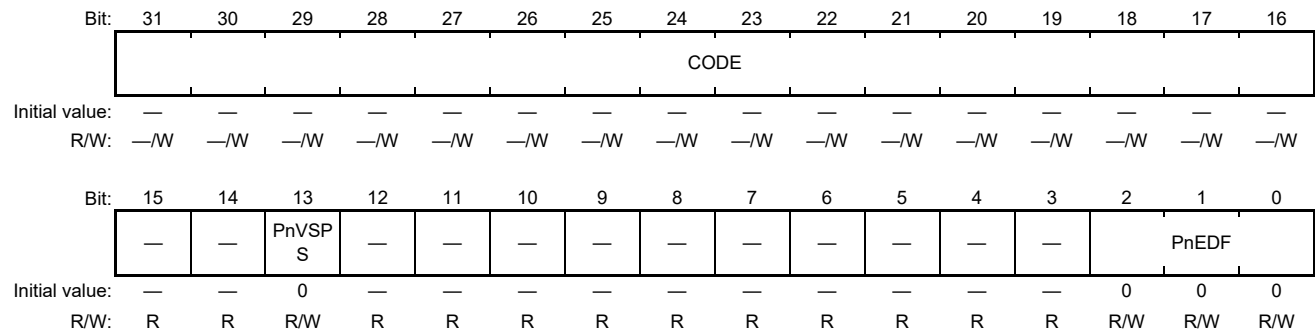 Bit: 31 30 29 28 27 26 25 24 23 22 21 20 19 18 17 16
CODE
Initial value: — — — — — — — — — — — — — — — —
R/W: —/W —/W —/W —/W —/W —/W —/W —/W —/W —/W —/W —/W —/W —/W —/W —/W
Bit: 15 14 13 12 11 10 9 8 7 6 5 4 3 2 1 0
— — PnVSP — — — — — — — — — — PnEDF
S
Initial value: — — 0 — — — — — — — — — — 0 0 0
R/W: R R R/W R R R R R R R R R R R/W R/W R/W